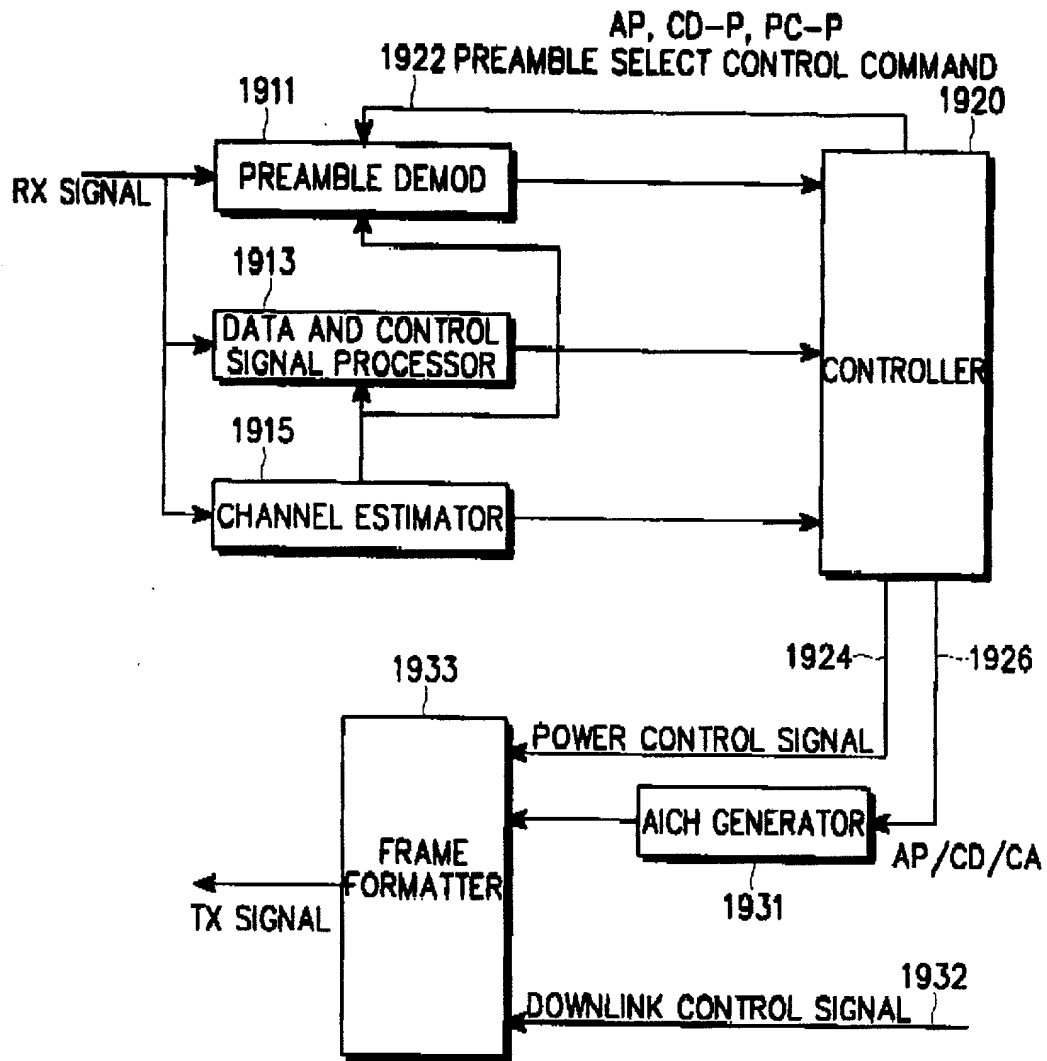 AP, CD-P, PC-P
1922 PREAMBLE SELECT CONTROL COMMAND
1911
1920
PREAMBLE DEMOD
RX SIGNAL
1913
DATA AND CONTROL
SIGNAL PROCESSOR
CONTROLLER
1915
CHANNEL ESTIMATOR
1924
1926
1933
POWER CONTROL SIGNAL
AICH GENERATOR
AP/CD/CA
FRAME
FORMATTER
1931
TX SIGNAL
1932
DOWNLINK CONTROL SIGNAL